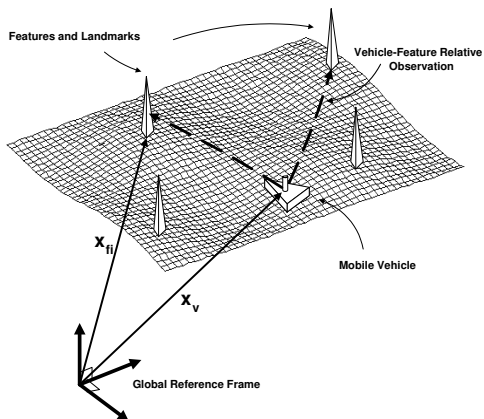 Features and Landmarks
Vehicle-Feature Relative
Observation
Mobile Vehicle
x_fi
x_v
Global Reference Frame